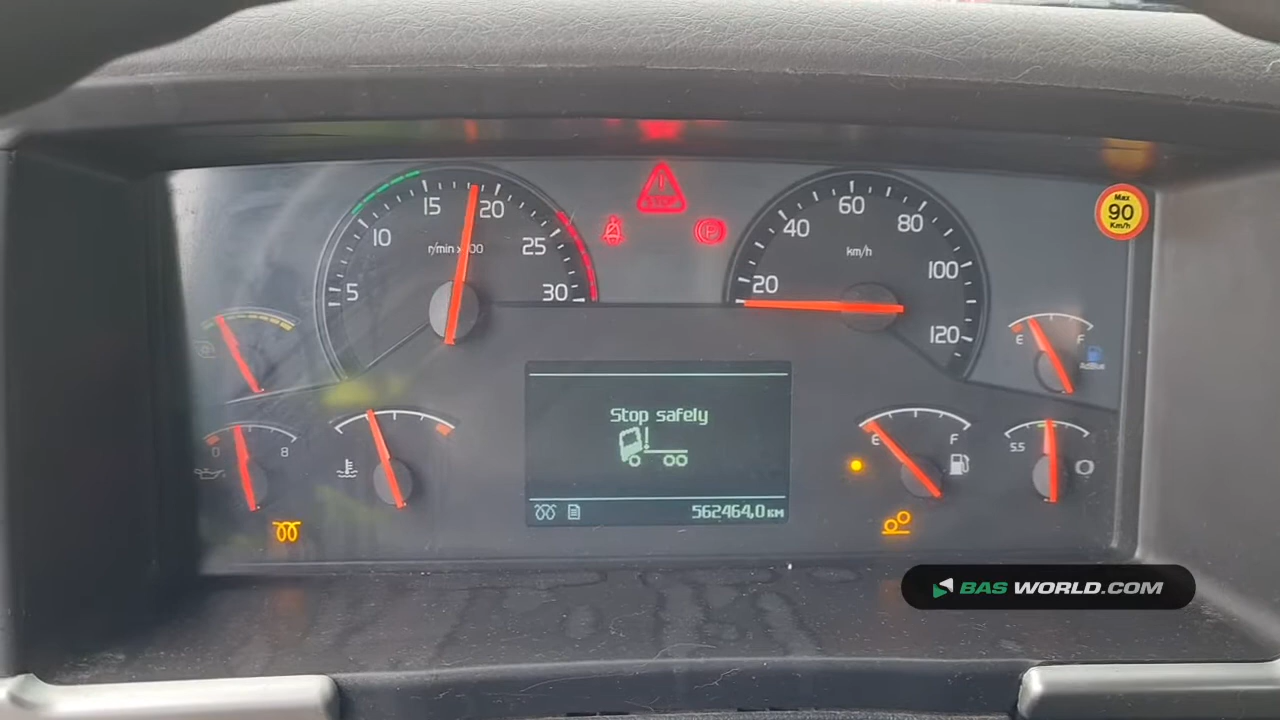 STOP
15
20
10
25
5
30
r/min x100
P
60
40
80
km/h
20
100
120
Max
90
Km/h
E F
AdBlue
0 8
Stop safely
E F
5.5
562464,0 км
BAS WORLD.COM